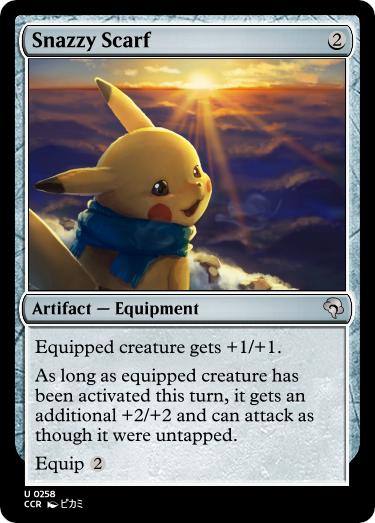 Snazzy Scarf 2
Artifact — Equipment
Equipped creature gets +1/+1.
As long as equipped creature has
been activated this turn, it gets an
additional +2/+2 and can attack as
though it were untapped.
Equip 2
U 0258
CCR ピカミ